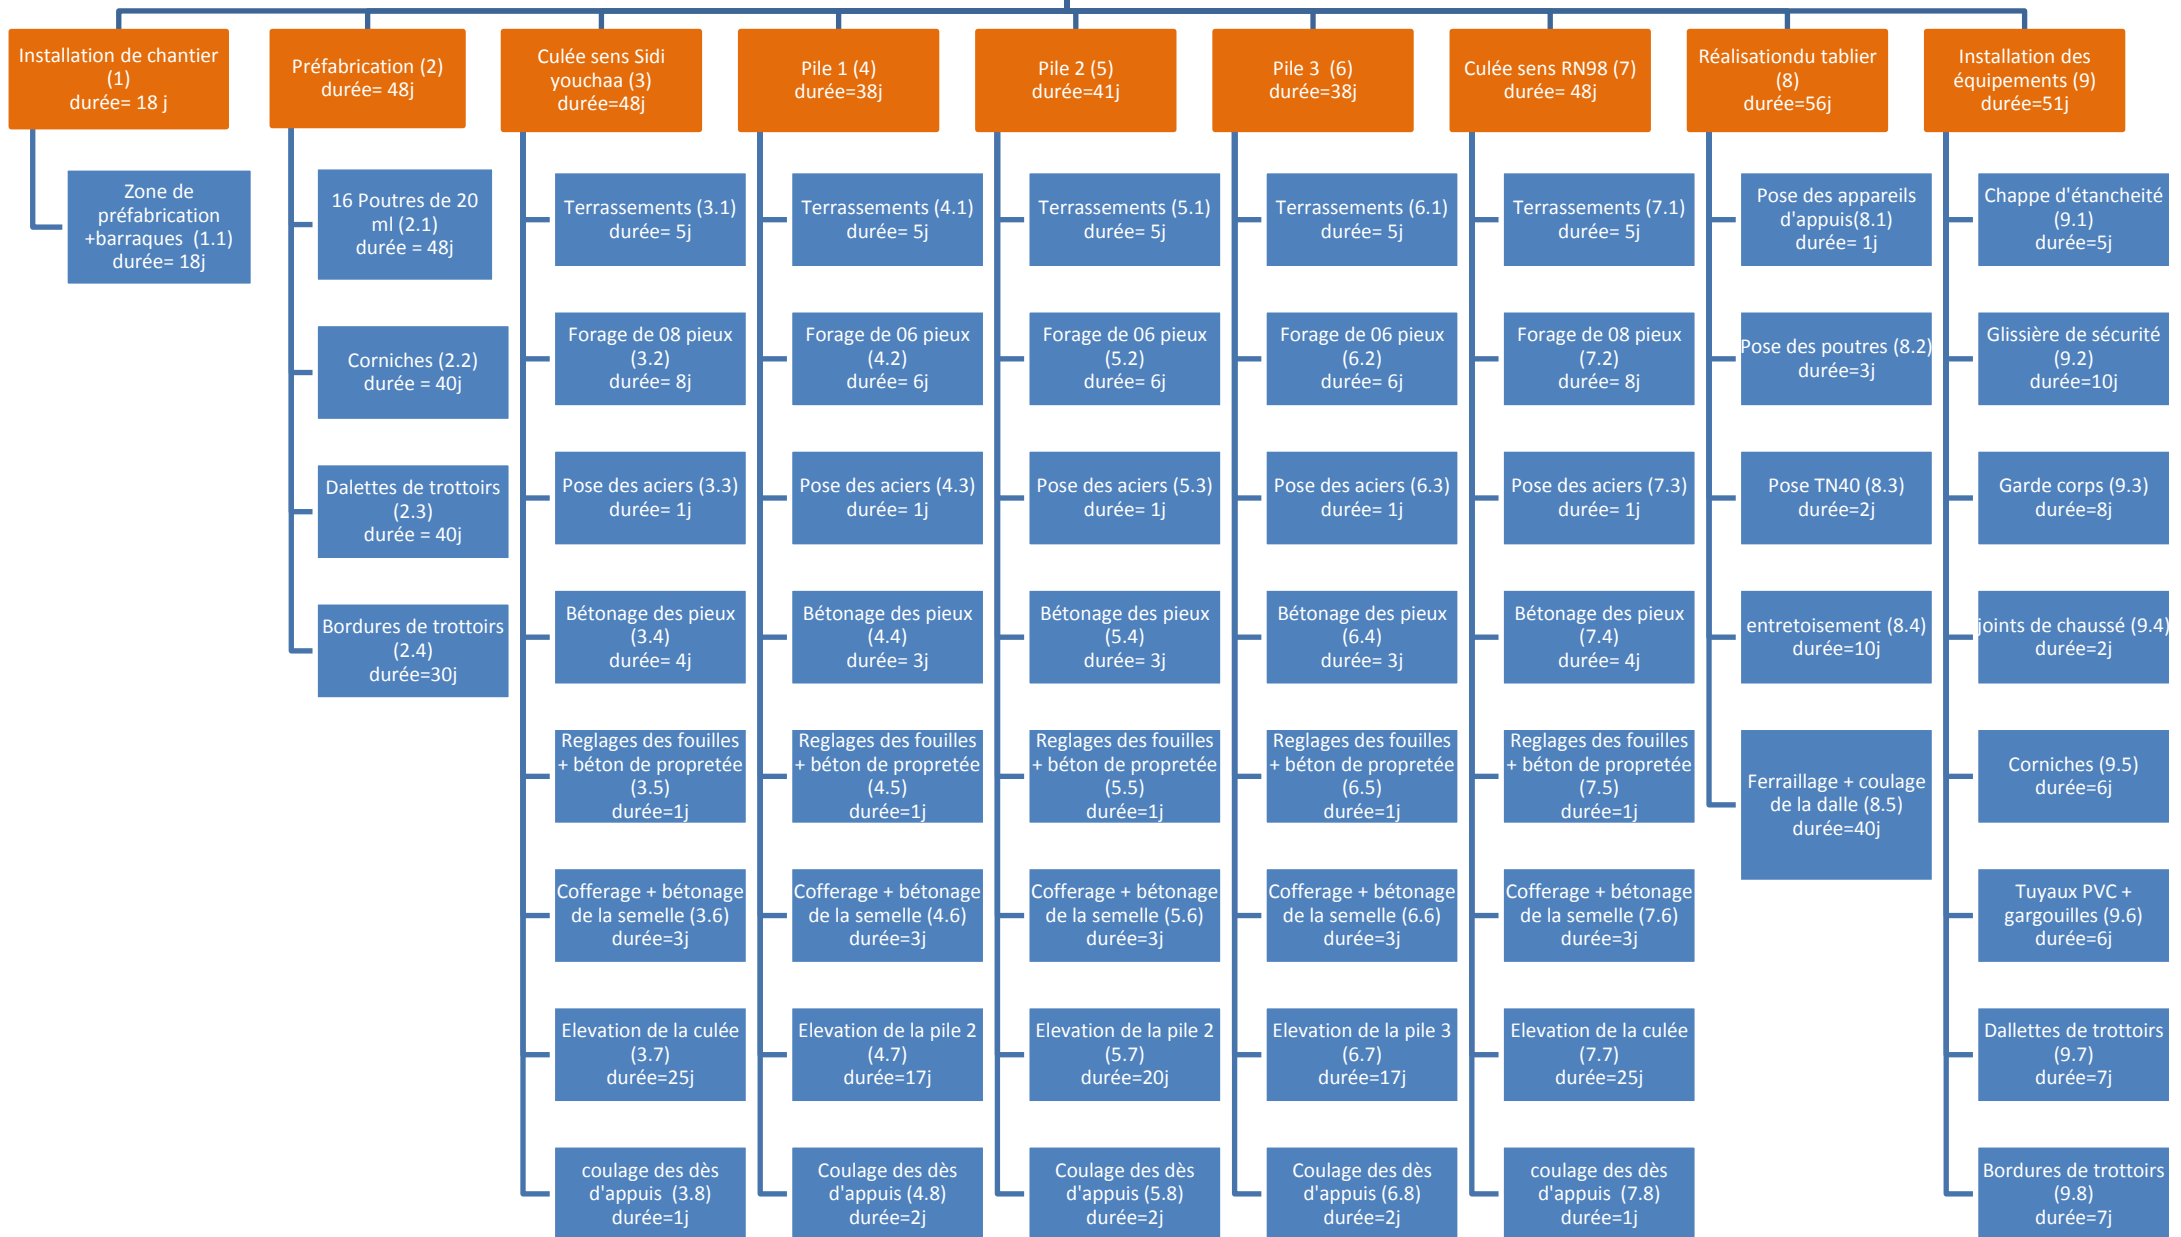 Installation de chantier
(1)
durée= 18 j
Zone de
préfabrication
+barraques (1.1)
durée= 18j
Préfabrication (2)
durée= 48j
16 Poutres de 20
ml (2.1)
durée = 48j
Corniches (2.2)
durée = 40j
Dalettes de trottoirs
(2.3)
durée = 40j
Bordures de trottoirs
(2.4)
durée=30j
Culée sens Sidi
youchaa (3)
durée=48j
Terrassements (3.1)
durée= 5j
Forage de 08 pieux
(3.2)
durée= 8j
Pose des aciers (3.3)
durée= 1j
Bétonage des pieux
(3.4)
durée= 4j
Reglages des fouilles
+ béton de propretée
(3.5)
durée=1j
Cofferage + bétonage
de la semelle (3.6)
durée=3j
Elevation de la culée
(3.7)
durée=25j
coulage des dès
d'appuis (3.8)
durée=1j
Pile 1 (4)
durée=38j
Terrassements (4.1)
durée= 5j
Forage de 06 pieux
(4.2)
durée= 6j
Pose des aciers (4.3)
durée= 1j
Bétonage des pieux
(4.4)
durée= 3j
Reglages des fouilles
+ béton de propretée
(4.5)
durée=1j
Cofferage + bétonage
de la semelle (4.6)
durée=3j
Elevation de la pile 2
(4.7)
durée=17j
Coulage des dès
d'appuis (4.8)
durée=2j
Pile 2 (5)
durée=41j
Terrassements (5.1)
durée= 5j
Forage de 06 pieux
(5.2)
durée= 6j
Pose des aciers (5.3)
durée= 1j
Bétonage des pieux
(5.4)
durée= 3j
Reglages des fouilles
+ béton de propretée
(5.5)
durée=1j
Cofferage + bétonage
de la semelle (5.6)
durée=3j
Elevation de la pile 2
(5.7)
durée=20j
Coulage des dès
d'appuis (5.8)
durée=2j
Pile 3 (6)
durée=38j
Terrassements (6.1)
durée= 5j
Forage de 06 pieux
(6.2)
durée= 6j
Pose des aciers (6.3)
durée= 1j
Bétonage des pieux
(6.4)
durée= 3j
Reglages des fouilles
+ béton de propretée
(6.5)
durée=1j
Cofferage + bétonage
de la semelle (6.6)
durée=3j
Elevation de la pile 3
(6.7)
durée=17j
Coulage des dès
d'appuis (6.8)
durée=2j
Culée sens RN98 (7)
durée= 48j
Terrassements (7.1)
durée= 5j
Forage de 08 pieux
(7.2)
durée= 8j
Pose des aciers (7.3)
durée= 1j
Bétonage des pieux
(7.4)
durée= 4j
Reglages des fouilles
+ béton de propretée
(7.5)
durée=1j
Cofferage + bétonage
de la semelle (7.6)
durée=3j
Elevation de la culée
(7.7)
durée=25j
coulage des dès
d'appuis (7.8)
durée=1j
Réalisationdu tablier
(8)
durée=56j
Pose des appareils
d'appuis(8.1)
durée= 1j
Pose des poutres (8.2)
durée=3j
Pose TN40 (8.3)
durée=2j
entretoisement (8.4)
durée=10j
Ferraillage + coulage
de la dalle (8.5)
durée=40j
Installation des
équipements (9)
durée=51j
Chappe d'étancheité
(9.1)
durée=5j
Glissière de sécurité
(9.2)
durée=10j
Garde corps (9.3)
durée=8j
joints de chaussé (9.4)
durée=2j
Corniches (9.5)
durée=6j
Tuyaux PVC +
gargouilles (9.6)
durée=6j
Dallettes de trottoirs
(9.7)
durée=7j
Bordures de trottoirs
(9.8)
durée=7j